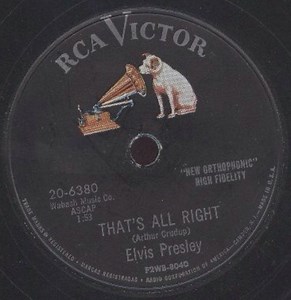 RCA VICTOR
"NEW ORTHOPHONIC"
HIGH FIDELITY
20-6380
Wabash Music Co.
ASCAP
1:53
THAT'S ALL RIGHT
(Arthur Crudup)
Elvis Presley
F2WB-8040